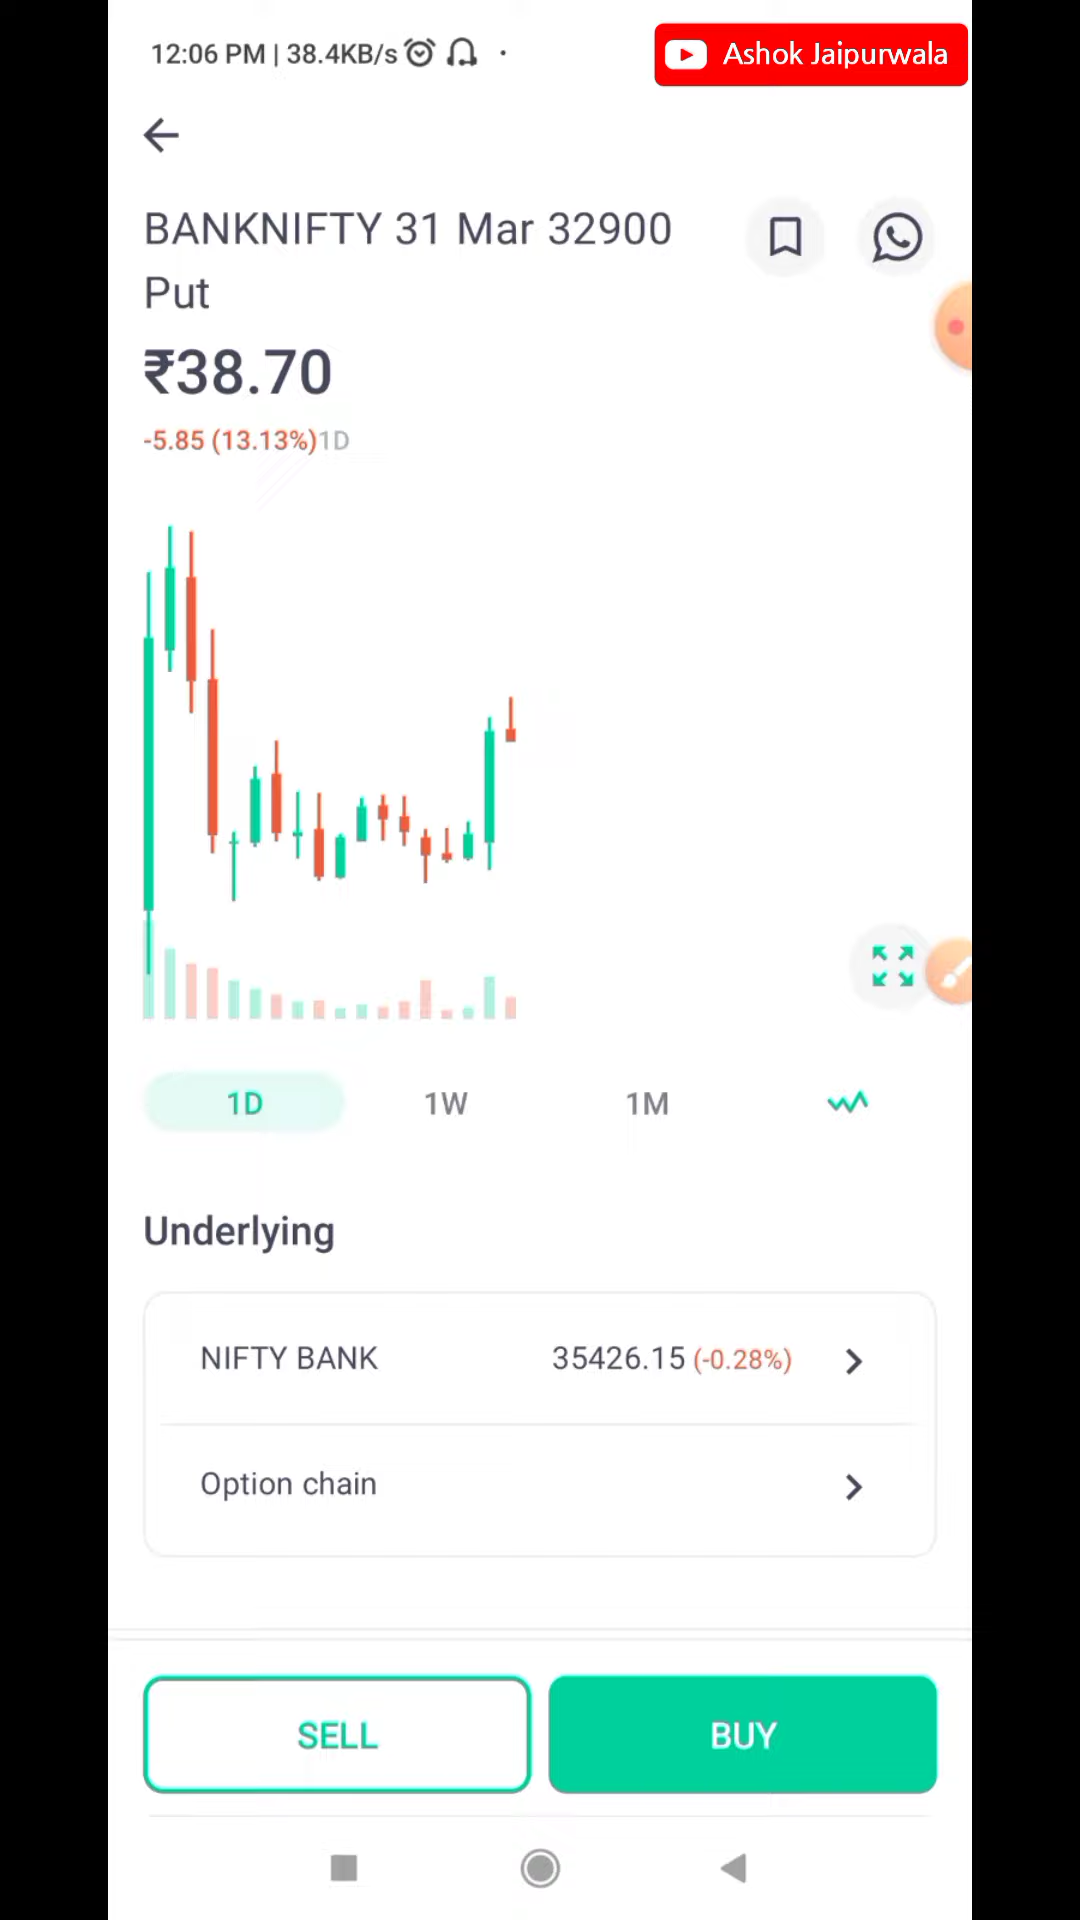 12:06 PM | 38.4KB/s
Ashok Jaipurwala
BANKNIFTY 31 Mar 32900
Put
₹38.70
-5.85 (13.13%)1D
1D 1W 1M
Underlying
NIFTY BANK 35426.15 (-0.28%)
Option chain
SELL BUY